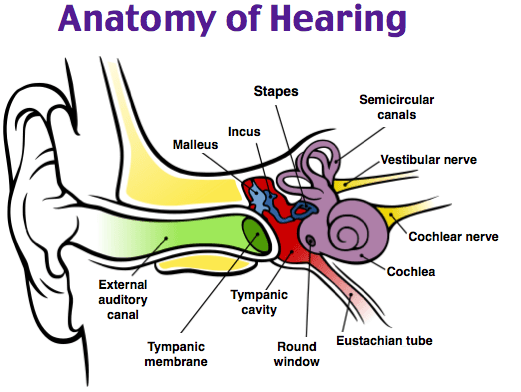 Anatomy of Hearing
Stapes
Semicircular
canals
Incus
Malleus
Vestibular nerve
Cochlear nerve
Cochlea
External
auditory
canal
Tympanic
cavity
Tympanic
membrane
Round
window
Eustachian tube